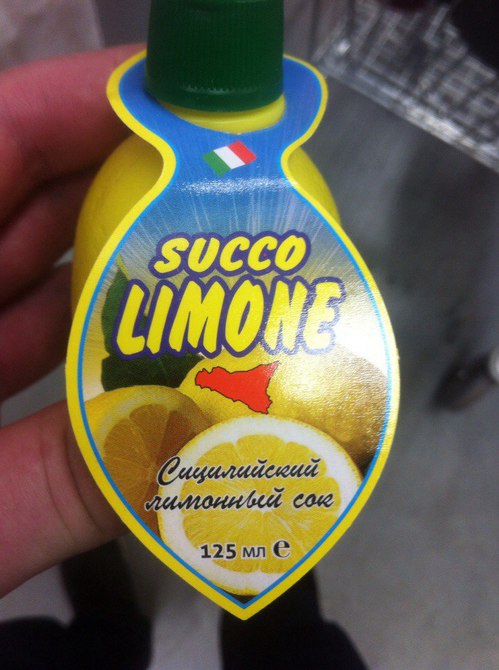 SUCCO
LIMONE
Сицилийский
лимонный сок
125 мл ℮